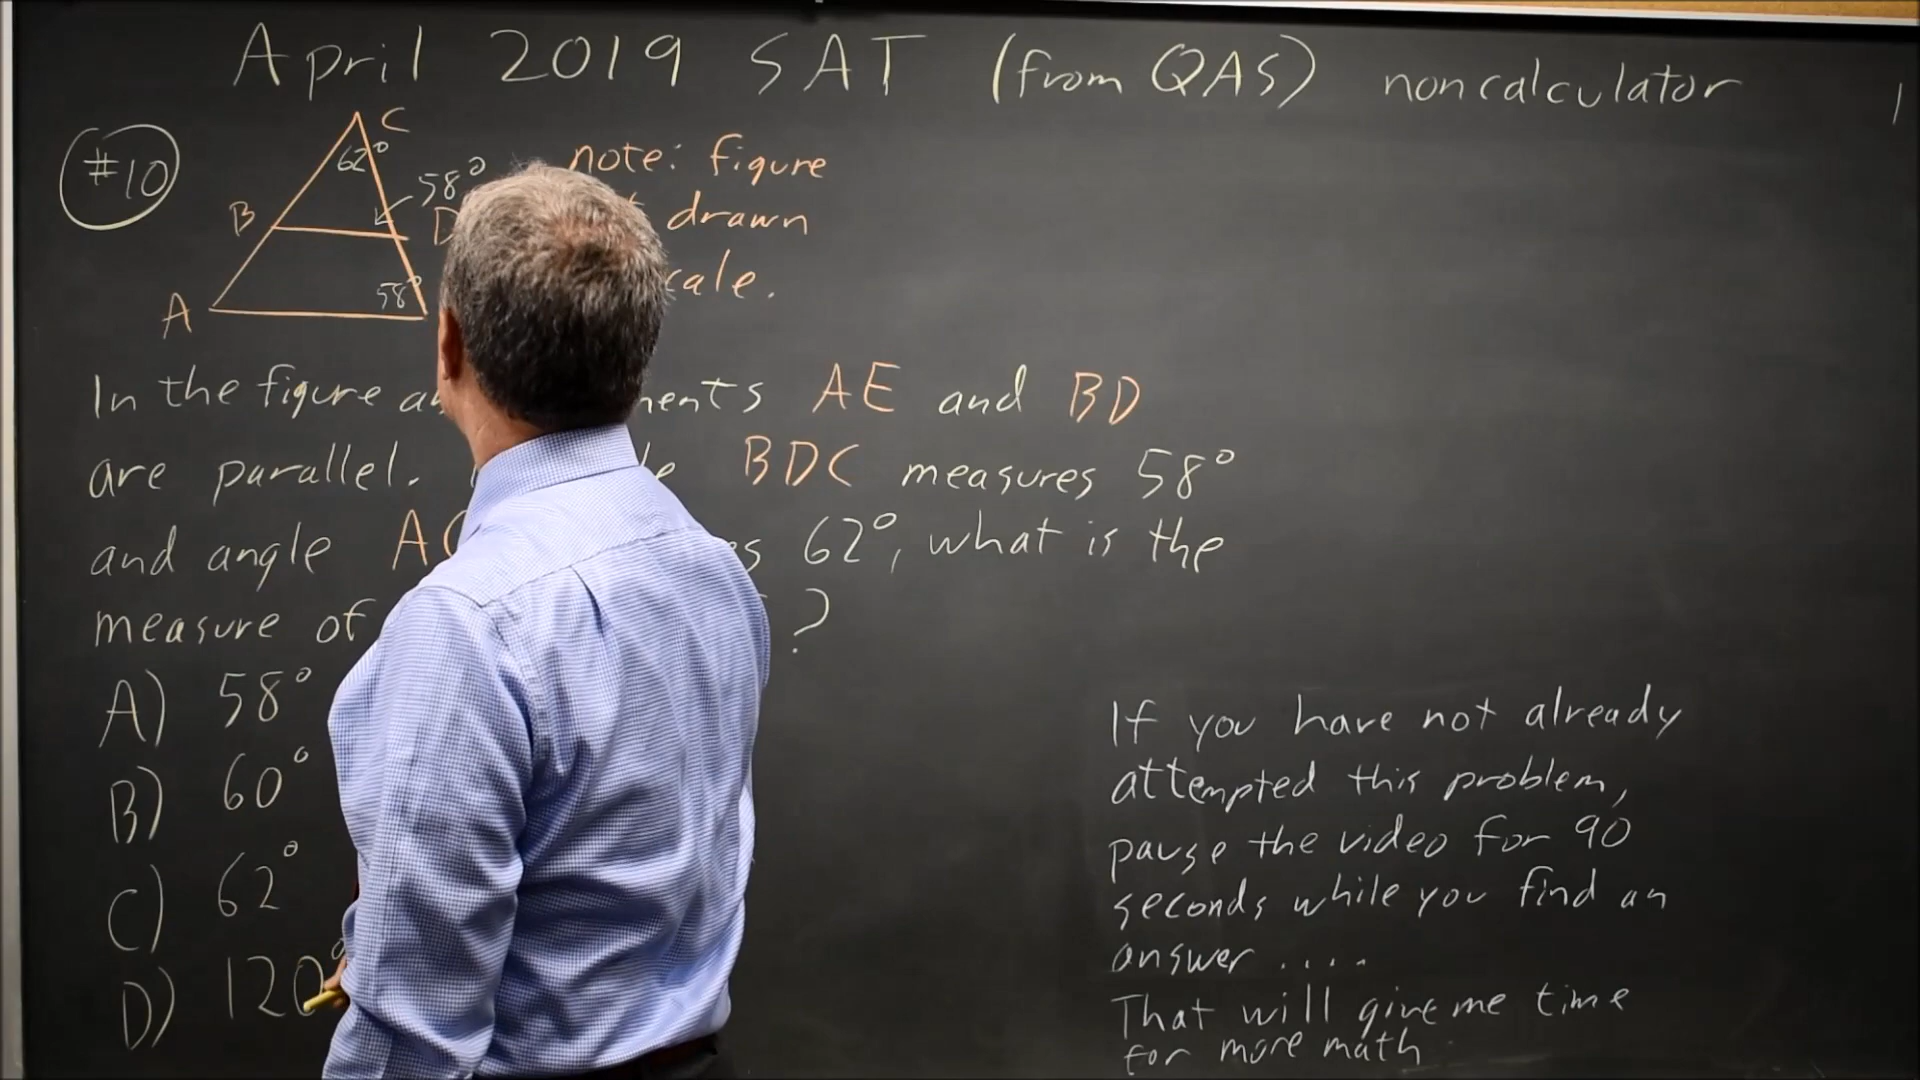 April 2019 SAT (from QAS) noncalculator 1
#10
C
62°
58°
B
D
58°
A
note: figure
drawn
scale.
In the figure ments AE and BD
are parallel. BDC measures 58°
and angle 62°, what is the
measure of ?
A) 58°
B) 60°
C) 62°
D) 120°
If you have not already
attempted this problem,
pause the video for 90
seconds while you find an
answer ....
That will give me time
for more math